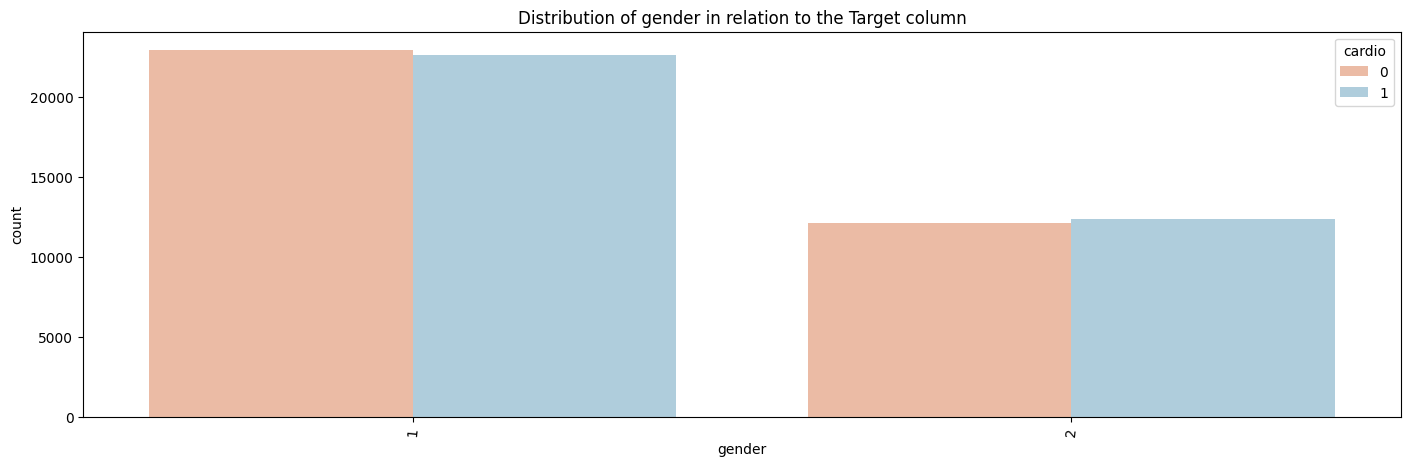 Distribution of gender in relation to the Target column
cardio
0
1
20000
15000
10000
5000
0
count
1
2
gender